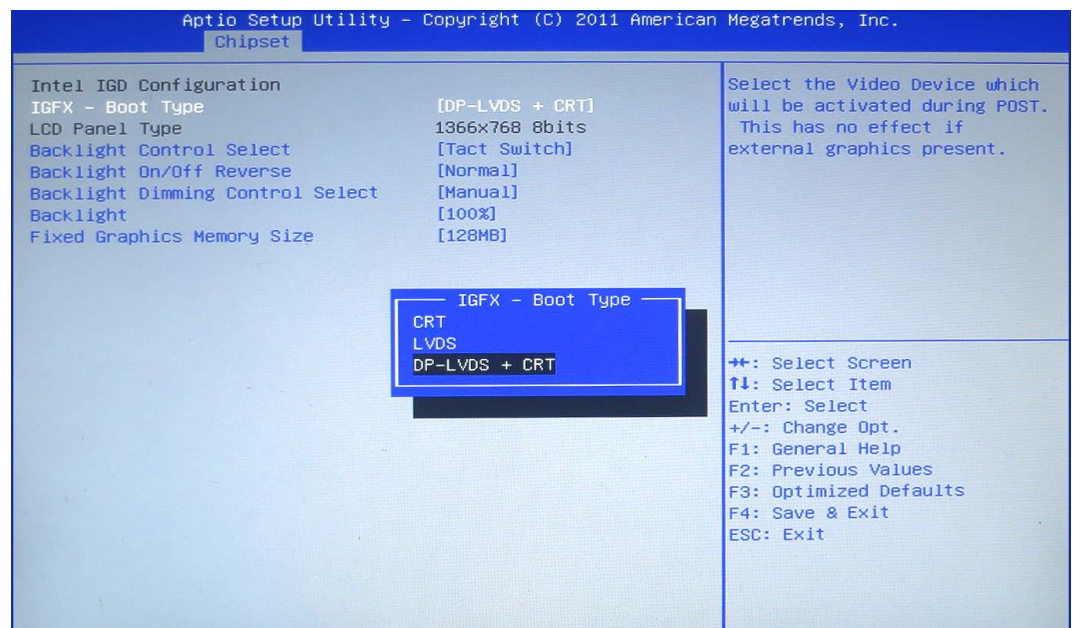 Aptio Setup Utility – Copyright (C) 2011 American Megatrends, Inc.
Chipset
Intel IGD Configuration
IGFX – Boot Type [DP–LVDS + CRT]
LCD Panel Type 1366x768 8bits
Backlight Control Select [Tact Switch]
Backlight On/Off Reverse [Normal]
Backlight Dimming Control Select [Manual]
Backlight [100%]
Fixed Graphics Memory Size [128MB]
IGFX – Boot Type
CRT
LVDS
DP–LVDS + CRT
Select the Video Device which
will be activated during POST.
This has no effect if
external graphics present.
→←: Select Screen
↑↓: Select Item
Enter: Select
+/–: Change Opt.
F1: General Help
F2: Previous Values
F3: Optimized Defaults
F4: Save & Exit
ESC: Exit